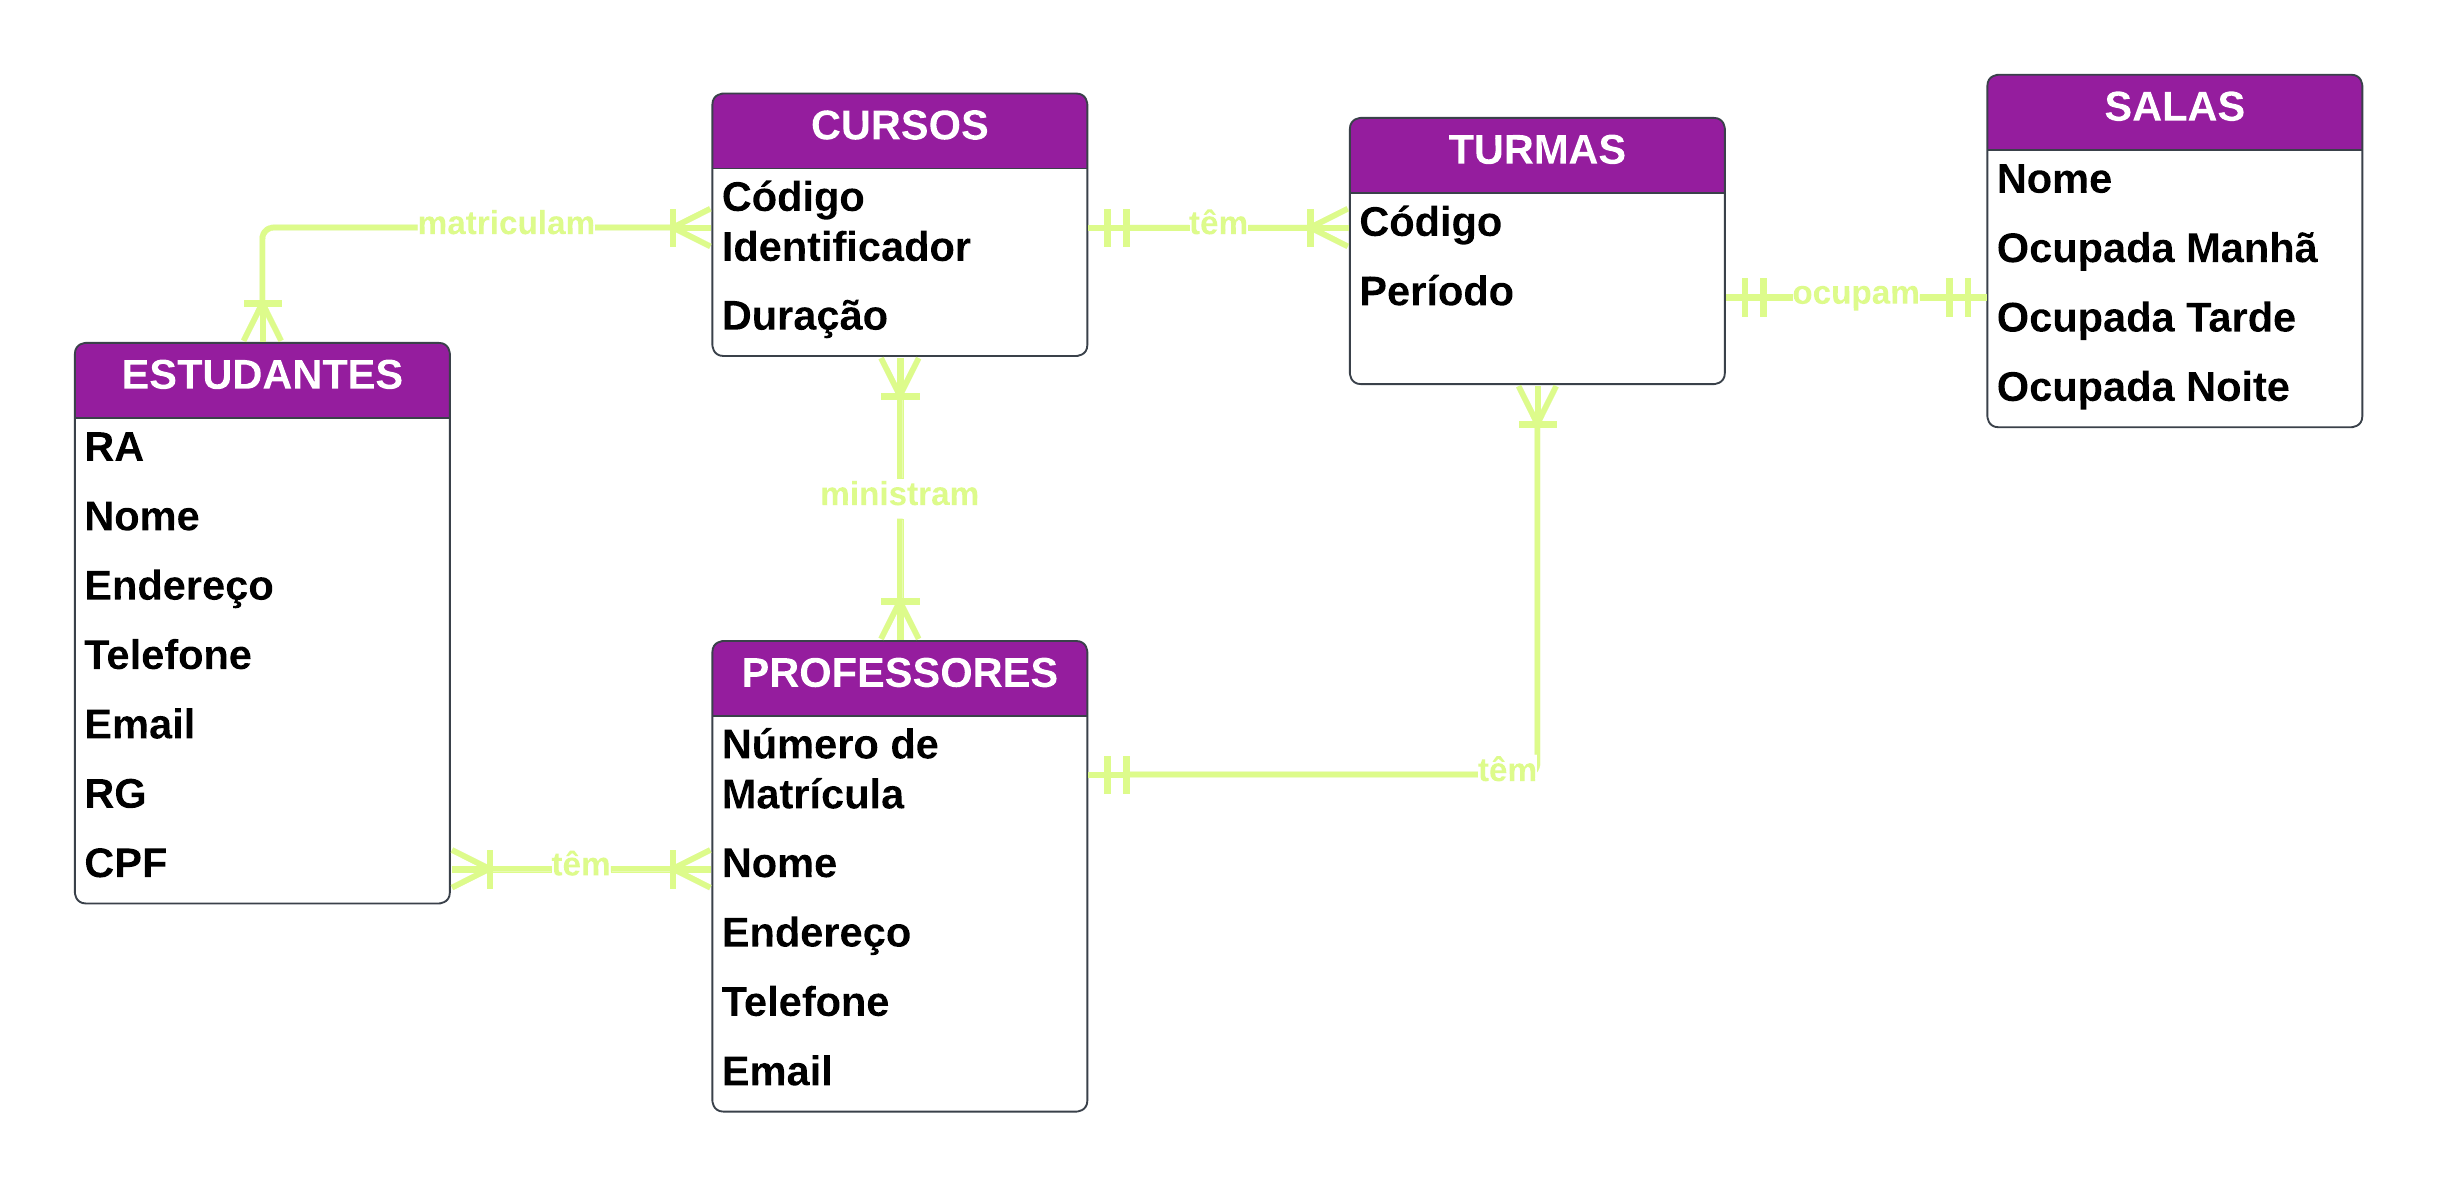 CURSOS
Código
Identificador
Duração
TURMAS
Código
Período
SALAS
Nome
Ocupada Manhã
Ocupada Tarde
Ocupada Noite
matriculam
têm
ocupam
ESTUDANTES
RA
Nome
Endereço
Telefone
Email
RG
CPF
ministram
têm
PROFESSORES
Número de
Matrícula
Nome
Endereço
Telefone
Email
têm